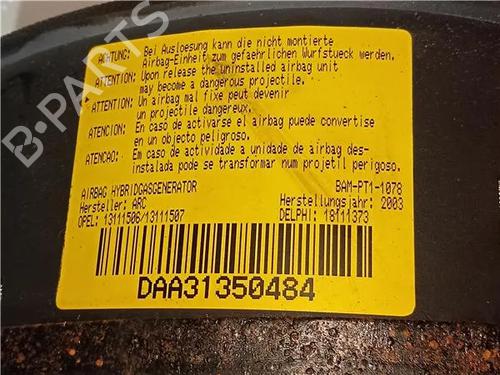 ACHTUNG: Bei Ausloesung kann die nicht montierte
Airbag-Einheit zum gefaehrlichen Wurfstueck werden.
ATTENTION: Upon release the uninstalled airbag unit
may become a dangerous projectile.
ATTENTION: Un airbag mal fixe peut devenir
un projectile dangereux.
ATENCION: En caso de activarse el airbag puede convertise
en un objecto peligroso.
ATENCAO: Em caso de actividade a unidade de airbag des-
instalada pode se transformar num projetil perigoso.
AIRBAG HYBRIDGASGENERATOR BAM-PT1-1078
Hersteller: ARC Herstellungsjahr: 2003
OPEL: 13111506/13111507 DELPHI: 18111373
DAA31350484
B-PARTS